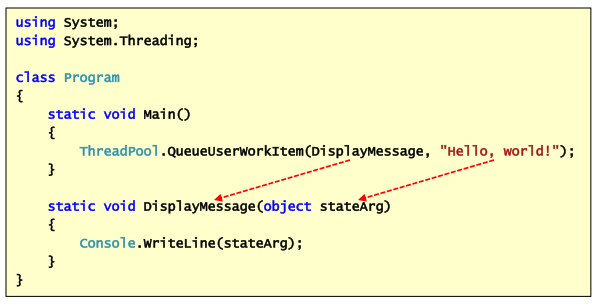 using System;
using System.Threading;
class Program
{
static void Main()
{
ThreadPool.QueueUserWorkItem(DisplayMessage, "Hello, world!");
}
static void DisplayMessage(object stateArg)
{
Console.WriteLine(stateArg);
}
}